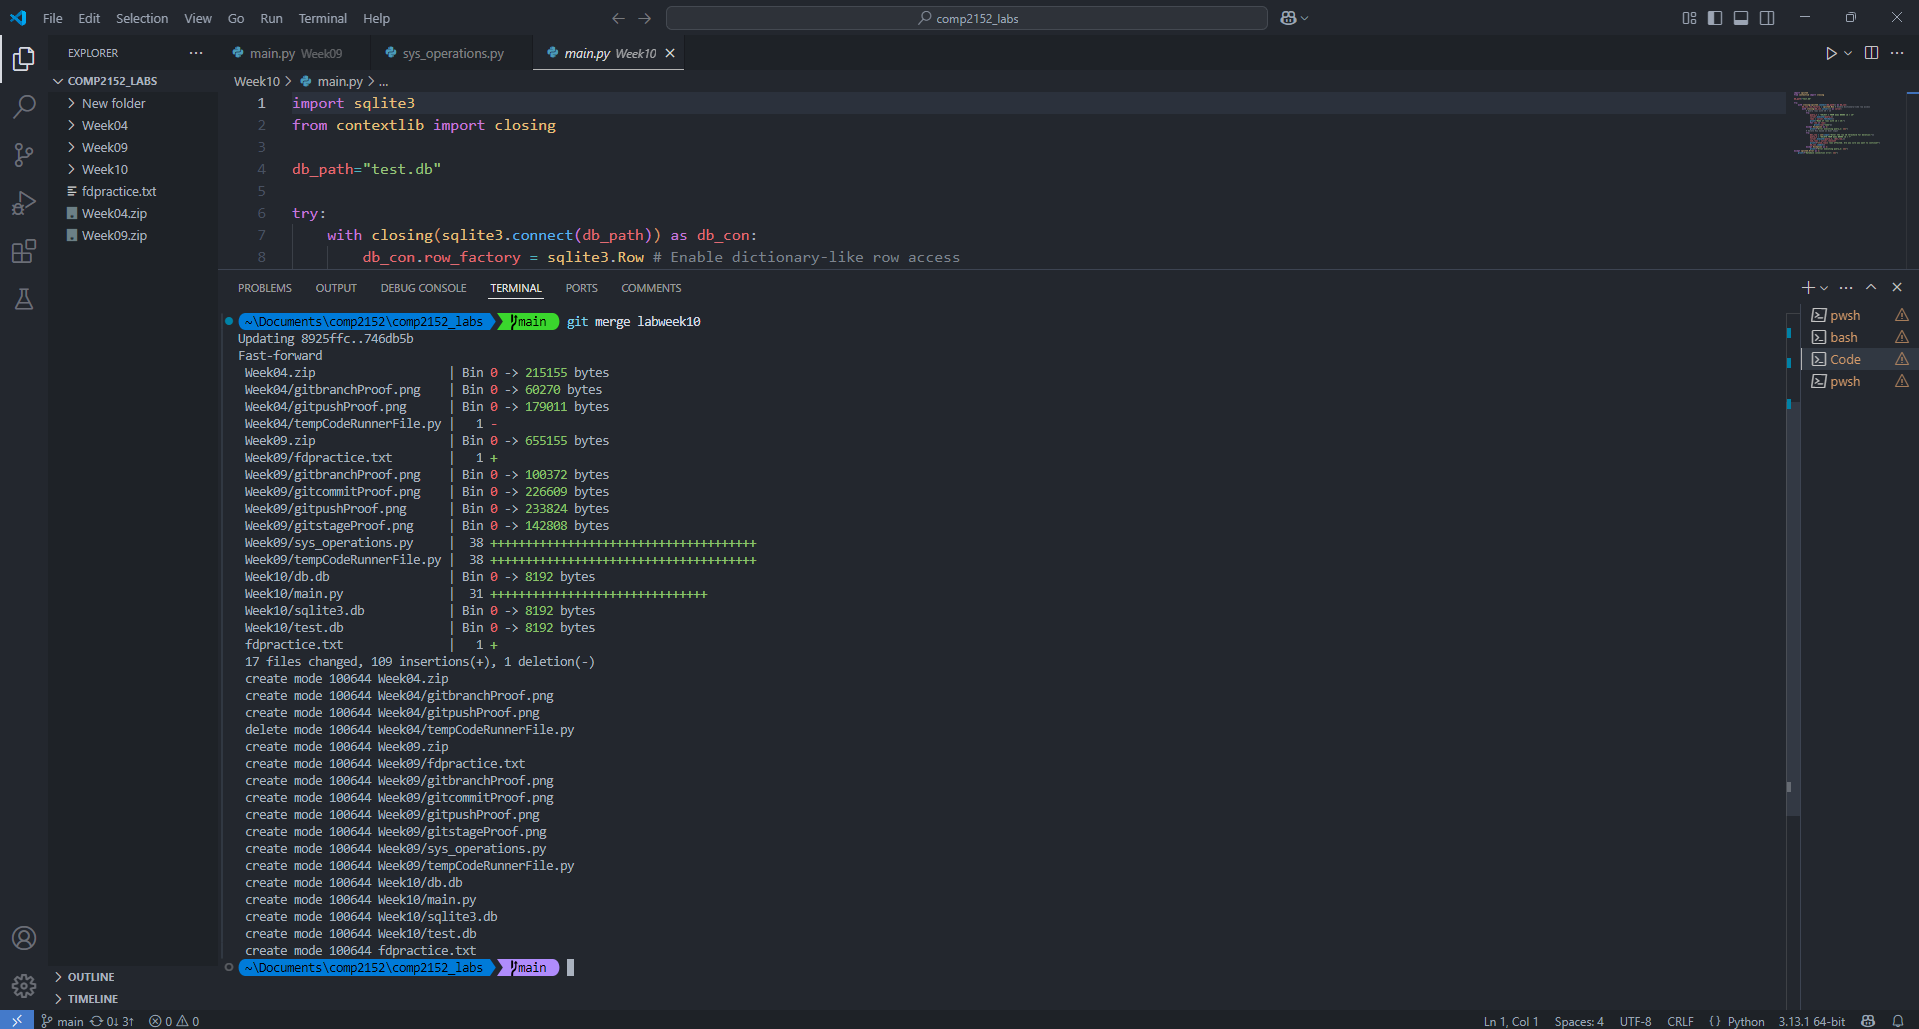 File Edit Selection View Go Run Terminal Help
comp2152_labs
EXPLORER
main.py Week09
sys_operations.py
main.py Week10
COMP2152_LABS
New folder
Week04
Week09
Week10
fdpractice.txt
Week04.zip
Week09.zip
Week10 > main.py > ...
1 import sqlite3
2 from contextlib import closing
3
4 db_path="test.db"
5
6 try:
7 with closing(sqlite3.connect(db_path)) as db_con:
8 db_con.row_factory = sqlite3.Row # Enable dictionary-like row access
PROBLEMS OUTPUT DEBUG CONSOLE TERMINAL PORTS COMMENTS
pwsh
bash
Code
pwsh
~\Documents\comp2152\comp2152_labs main git merge labweek10
Updating 8925ffc..746db5b
Fast-forward
Week04.zip | Bin 0 -> 215155 bytes
Week04/gitbranchProof.png | Bin 0 -> 60270 bytes
Week04/gitpushProof.png | Bin 0 -> 179011 bytes
Week04/tempCodeRunnerFile.py | 1 -
Week09.zip | Bin 0 -> 655155 bytes
Week09/fdpractice.txt | 1 +
Week09/gitbranchProof.png | Bin 0 -> 100372 bytes
Week09/gitcommitProof.png | Bin 0 -> 226609 bytes
Week09/gitpushProof.png | Bin 0 -> 233824 bytes
Week09/gitstageProof.png | Bin 0 -> 142808 bytes
Week09/sys_operations.py | 38 ++++++++++++++++++++++++++++++++++++++
Week09/tempCodeRunnerFile.py | 38 ++++++++++++++++++++++++++++++++++++++
Week10/db.db | Bin 0 -> 8192 bytes
Week10/main.py | 31 +++++++++++++++++++++++++++++++
Week10/sqlite3.db | Bin 0 -> 8192 bytes
Week10/test.db | Bin 0 -> 8192 bytes
fdpractice.txt | 1 +
17 files changed, 109 insertions(+), 1 deletion(-)
create mode 100644 Week04.zip
create mode 100644 Week04/gitbranchProof.png
create mode 100644 Week04/gitpushProof.png
delete mode 100644 Week04/tempCodeRunnerFile.py
create mode 100644 Week09.zip
create mode 100644 Week09/fdpractice.txt
create mode 100644 Week09/gitbranchProof.png
create mode 100644 Week09/gitcommitProof.png
create mode 100644 Week09/gitpushProof.png
create mode 100644 Week09/gitstageProof.png
create mode 100644 Week09/sys_operations.py
create mode 100644 Week09/tempCodeRunnerFile.py
create mode 100644 Week10/db.db
create mode 100644 Week10/main.py
create mode 100644 Week10/sqlite3.db
create mode 100644 Week10/test.db
create mode 100644 fdpractice.txt
~\Documents\comp2152\comp2152_labs main
OUTLINE
TIMELINE
main 0↓ 3↑ 0 0
Ln 1, Col 1 Spaces: 4 UTF-8 CRLF {} Python 3.13.1 64-bit